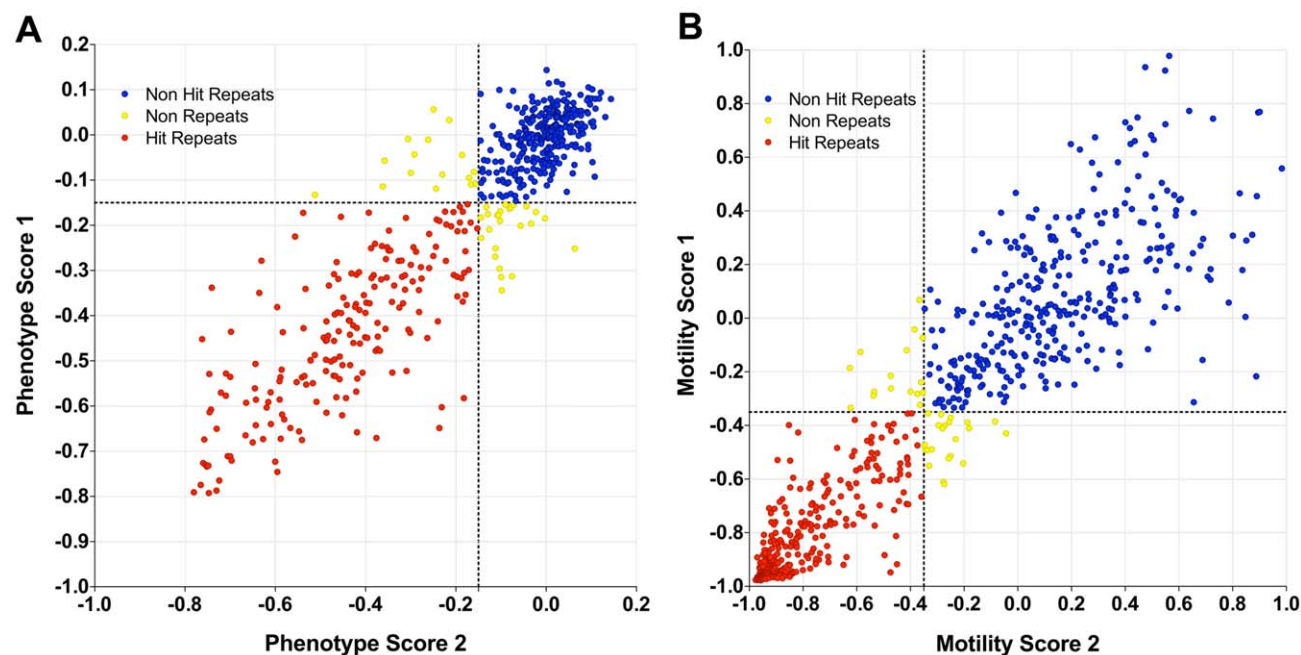 A
0.2
0.1
0.0
-0.1
-0.2
-0.3
-0.4
-0.5
-0.6
-0.7
-0.8
-0.9
-1.0
Phenotype Score 1
Non Hit Repeats
Non Repeats
Hit Repeats
-1.0 -0.8 -0.6 -0.4 -0.2 0.0 0.2
Phenotype Score 2
B
1.0
0.8
0.6
0.4
0.2
0.0
-0.2
-0.4
-0.6
-0.8
-1.0
Motility Score 1
Non Hit Repeats
Non Repeats
Hit Repeats
-1.0 -0.8 -0.6 -0.4 -0.2 0.0 0.2 0.4 0.6 0.8 1.0
Motility Score 2